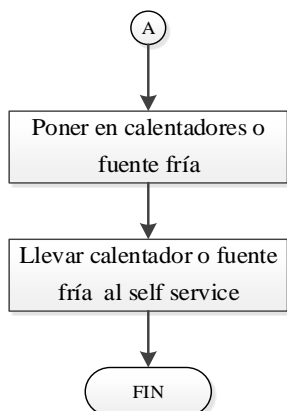 A
Poner en calentadores o
fuente fría
Llevar calentador o fuente
fría al self service
FIN